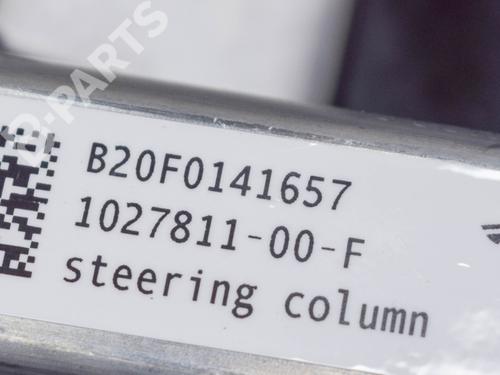 B-PARTS
B20F0141657
1027811-00-F
steering column